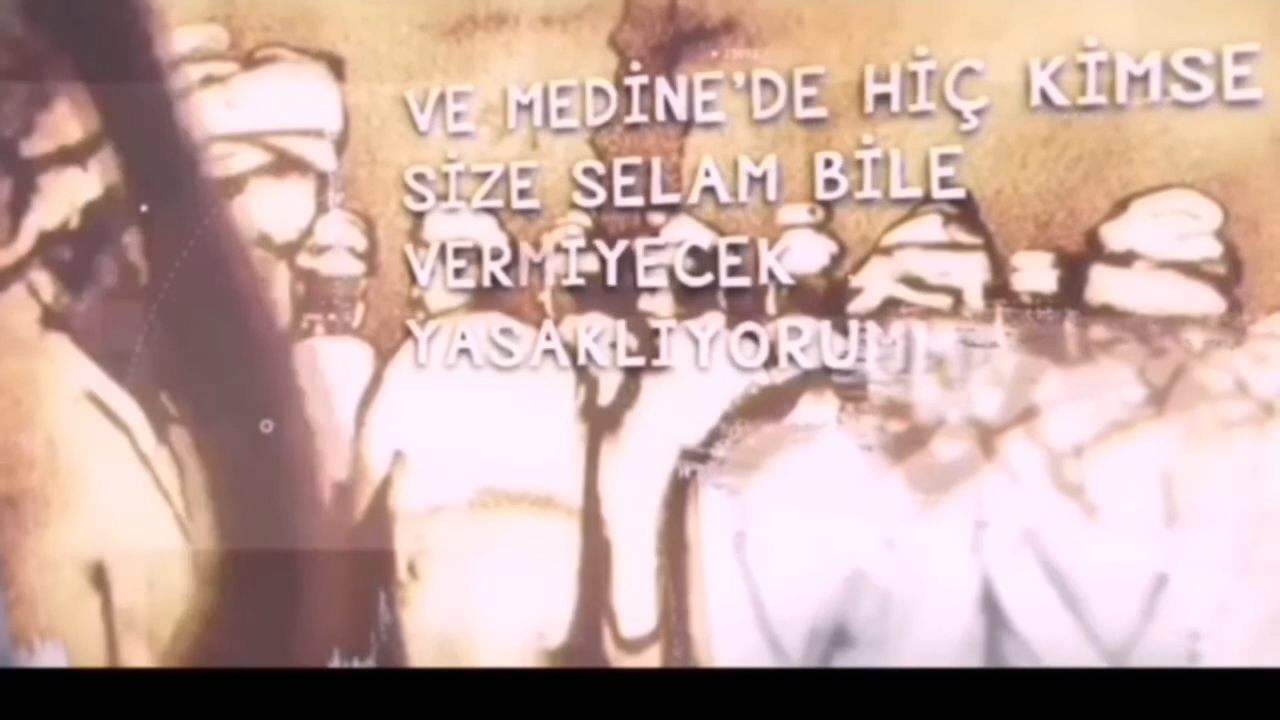 VE MEDİNE'DE HİÇ KİMSE
SİZE SELAM BİLE
VERMİYECEK
YASAKLIYORUM!